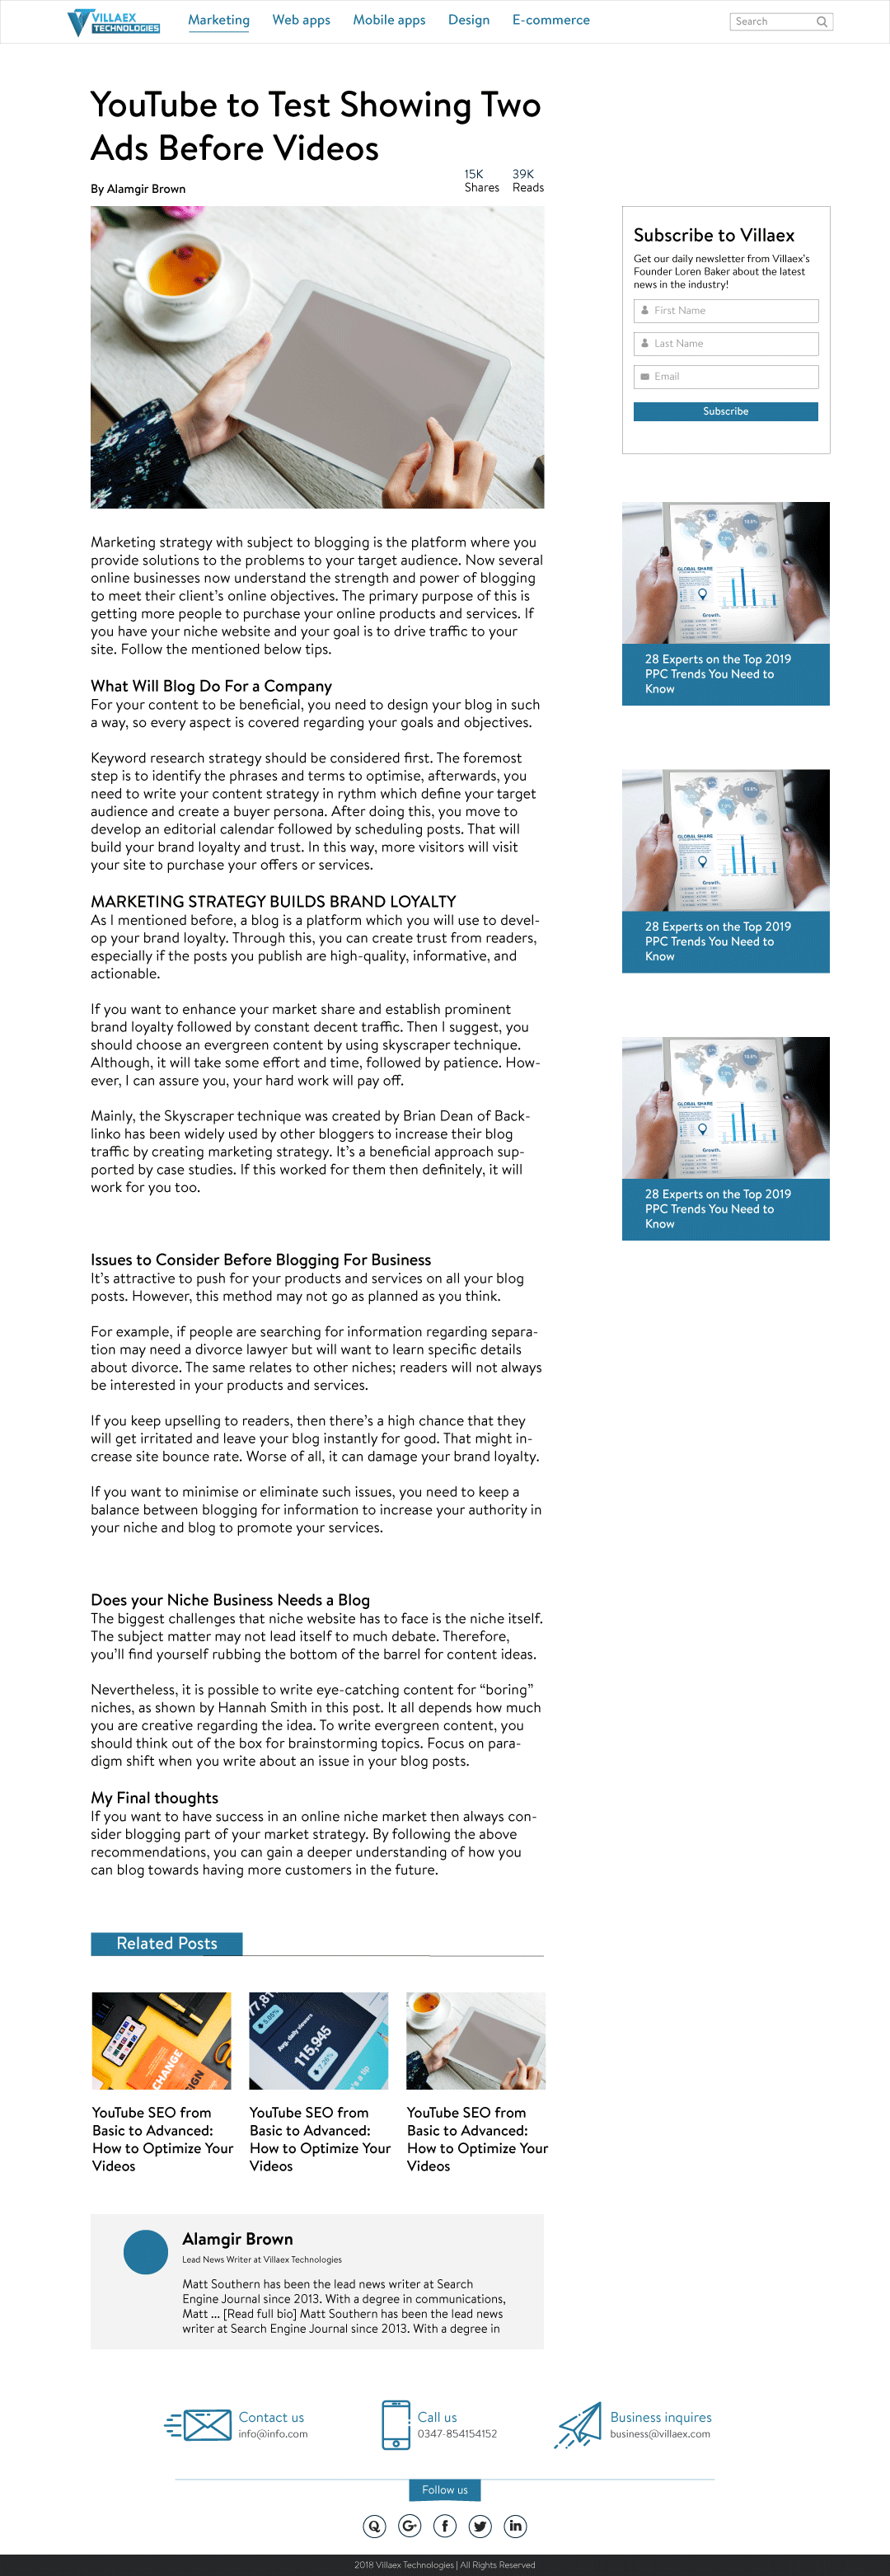 VILLAEX
TECHNOLOGIES
Marketing
Web apps
Mobile apps
Design
E-commerce
Search
YouTube to Test Showing Two
Ads Before Videos
By Alamgir Brown
15K
Shares
39K
Reads
Marketing strategy with subject to blogging is the platform where you
provide solutions to the problems to your target audience. Now several
online businesses now understand the strength and power of blogging
to meet their client's online objectives. The primary purpose of this is
getting more people to purchase your online products and services. If
you have your niche website and your goal is to drive traffic to your
site. Follow the mentioned below tips.
What Will Blog Do For a Company
For your content to be beneficial, you need to design your blog in such
a way, so every aspect is covered regarding your goals and objectives.
Keyword research strategy should be considered first. The foremost
step is to identify the phrases and terms to optimise, afterwards, you
need to write your content strategy in rythm which define your target
audience and create a buyer persona. After doing this, you move to
develop an editorial calendar followed by scheduling posts. That will
build your brand loyalty and trust. In this way, more visitors will visit
your site to purchase your offers or services.
MARKETING STRATEGY BUILDS BRAND LOYALTY
As I mentioned before, a blog is a platform which you will use to devel-
op your brand loyalty. Through this, you can create trust from readers,
especially if the posts you publish are high-quality, informative, and
actionable.
If you want to enhance your market share and establish prominent
brand loyalty followed by constant decent traffic. Then I suggest, you
should choose an evergreen content by using skyscraper technique.
Although, it will take some effort and time, followed by patience. How-
ever, I can assure you, your hard work will pay off.
Mainly, the Skyscraper technique was created by Brian Dean of Back-
linko has been widely used by other bloggers to increase their blog
traffic by creating marketing strategy. It's a beneficial approach sup-
ported by case studies. If this worked for them then definitely, it will
work for you too.
Issues to Consider Before Blogging For Business
It's attractive to push for your products and services on all your blog
posts. However, this method may not go as planned as you think.
For example, if people are searching for information regarding separa-
tion may need a divorce lawyer but will want to learn specific details
about divorce. The same relates to other niches; readers will not always
be interested in your products and services.
If you keep upselling to readers, then there's a high chance that they
will get irritated and leave your blog instantly for good. That might in-
crease site bounce rate. Worse of all, it can damage your brand loyalty.
If you want to minimise or eliminate such issues, you need to keep a
balance between blogging for information to increase your authority in
your niche and blog to promote your services.
Does your Niche Business Needs a Blog
The biggest challenges that niche website has to face is the niche itself.
The subject matter may not lead itself to much debate. Therefore,
you'll find yourself rubbing the bottom of the barrel for content ideas.
Nevertheless, it is possible to write eye-catching content for “boring”
niches, as shown by Hannah Smith in this post. It all depends how much
you are creative regarding the idea. To write evergreen content, you
should think out of the box for brainstorming topics. Focus on para-
digm shift when you write about an issue in your blog posts.
My Final thoughts
If you want to have success in an online niche market then always con-
sider blogging part of your market strategy. By following the above
recommendations, you can gain a deeper understanding of how you
can blog towards having more customers in the future.
Subscribe to Villaex
Get our daily newsletter from Villaex's
Founder Loren Baker about the latest
news in the industry!
First Name
Last Name
Email
Subscribe
GLOBAL SHARE
Growth.
28 Experts on the Top 2019
PPC Trends You Need to
Know
GLOBAL SHARE
Growth.
28 Experts on the Top 2019
PPC Trends You Need to
Know
GLOBAL SHARE
Growth.
28 Experts on the Top 2019
PPC Trends You Need to
Know
Related Posts
CHANGE
77,81
5.05%
Avg. daily viewers
115,945
7.26%
YouTube SEO from
Basic to Advanced:
How to Optimize Your
Videos
YouTube SEO from
Basic to Advanced:
How to Optimize Your
Videos
YouTube SEO from
Basic to Advanced:
How to Optimize Your
Videos
Alamgir Brown
Lead News Writer at Villaex Technologies
Matt Southern has been the lead news writer at Search
Engine Journal since 2013. With a degree in communications,
Matt ... [Read full bio] Matt Southern has been the lead news
writer at Search Engine Journal since 2013. With a degree in
Contact us
info@info.com
Call us
0347-854154152
Business inquires
business@villaex.com
Follow us
2018 Villaex Technologies | All Rights Reserved